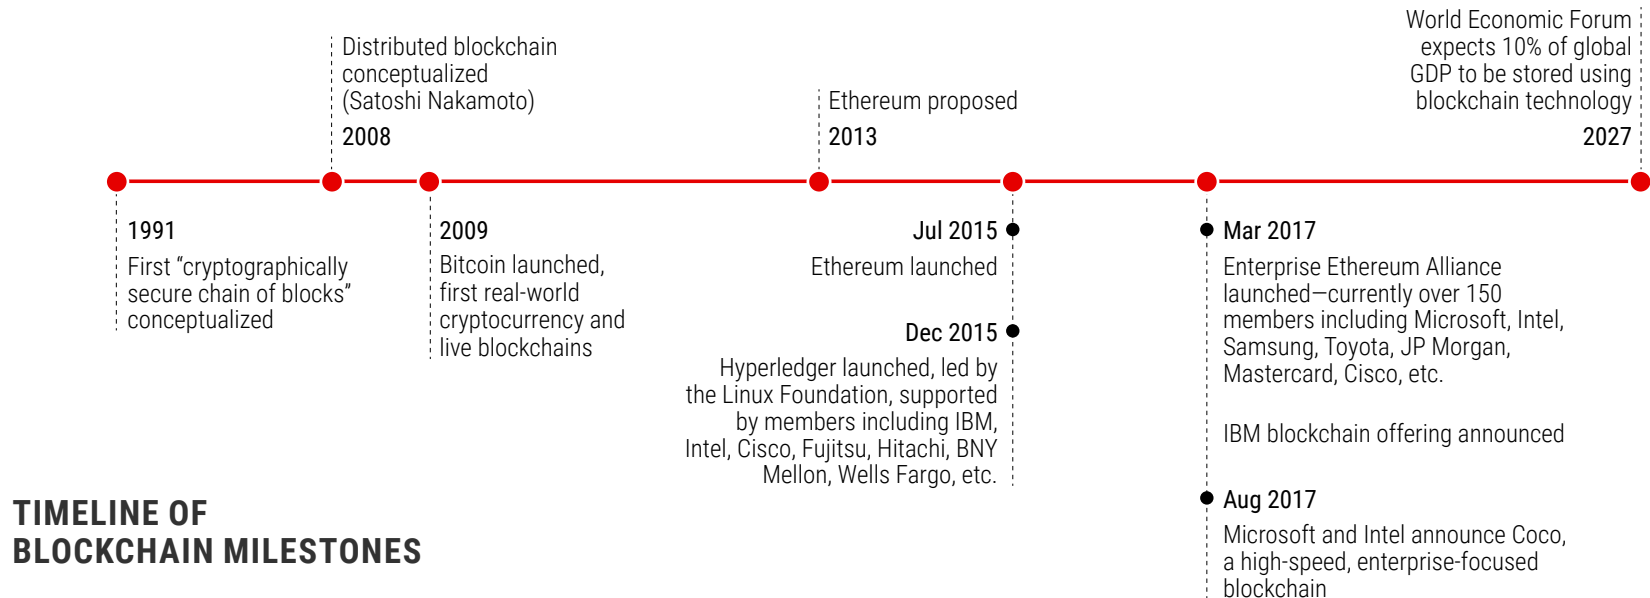 Distributed blockchain
conceptualized
(Satoshi Nakamoto)
2008
Ethereum proposed
2013
World Economic Forum
expects 10% of global
GDP to be stored using
blockchain technology
2027
1991
First “cryptographically
secure chain of blocks”
conceptualized
2009
Bitcoin launched,
first real-world
cryptocurrency and
live blockchains
Jul 2015
Ethereum launched
Dec 2015
Hyperledger launched, led by
the Linux Foundation, supported
by members including IBM,
Intel, Cisco, Fujitsu, Hitachi, BNY
Mellon, Wells Fargo, etc.
Mar 2017
Enterprise Ethereum Alliance
launched—currently over 150
members including Microsoft, Intel,
Samsung, Toyota, JP Morgan,
Mastercard, Cisco, etc.
IBM blockchain offering announced
Aug 2017
Microsoft and Intel announce Coco,
a high-speed, enterprise-focused
blockchain
TIMELINE OF
BLOCKCHAIN MILESTONES